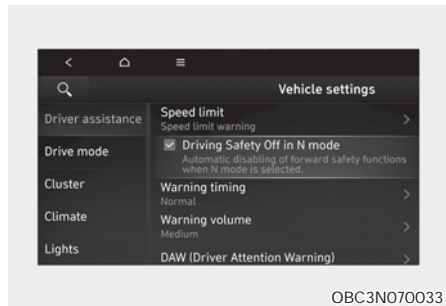 Vehicle settings
Driver assistance
Drive mode
Cluster
Climate
Lights
Speed limit
Speed limit warning
Driving Safety Off in N mode
Automatic disabling of forward safety functions
when N mode is selected.
Warning timing
Normal
Warning volume
Medium
DAW (Driver Attention Warning)
OBC3N070033